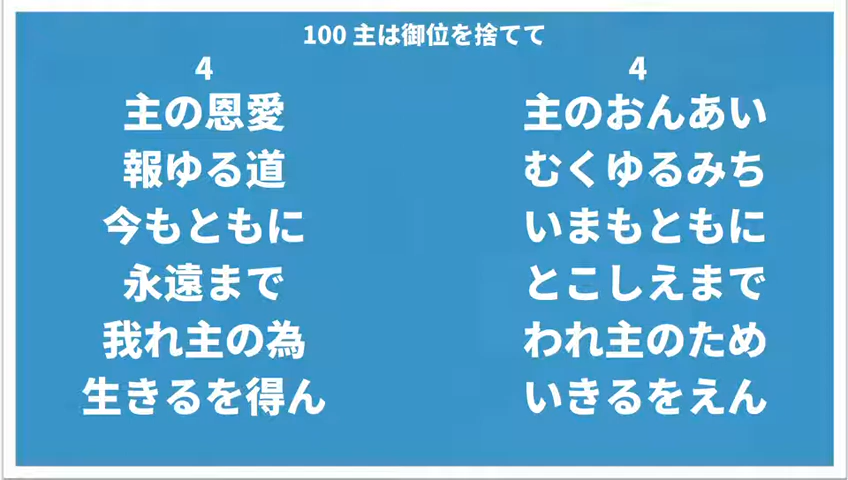 100 主は御位を捨てて
4
主の恩愛
報ゆる道
今もともに
永遠まで
我れ主の為
生きるを得ん
4
主のおんあい
むくゆるみち
いまもともに
とこしえまで
われ主のため
いきるをえん